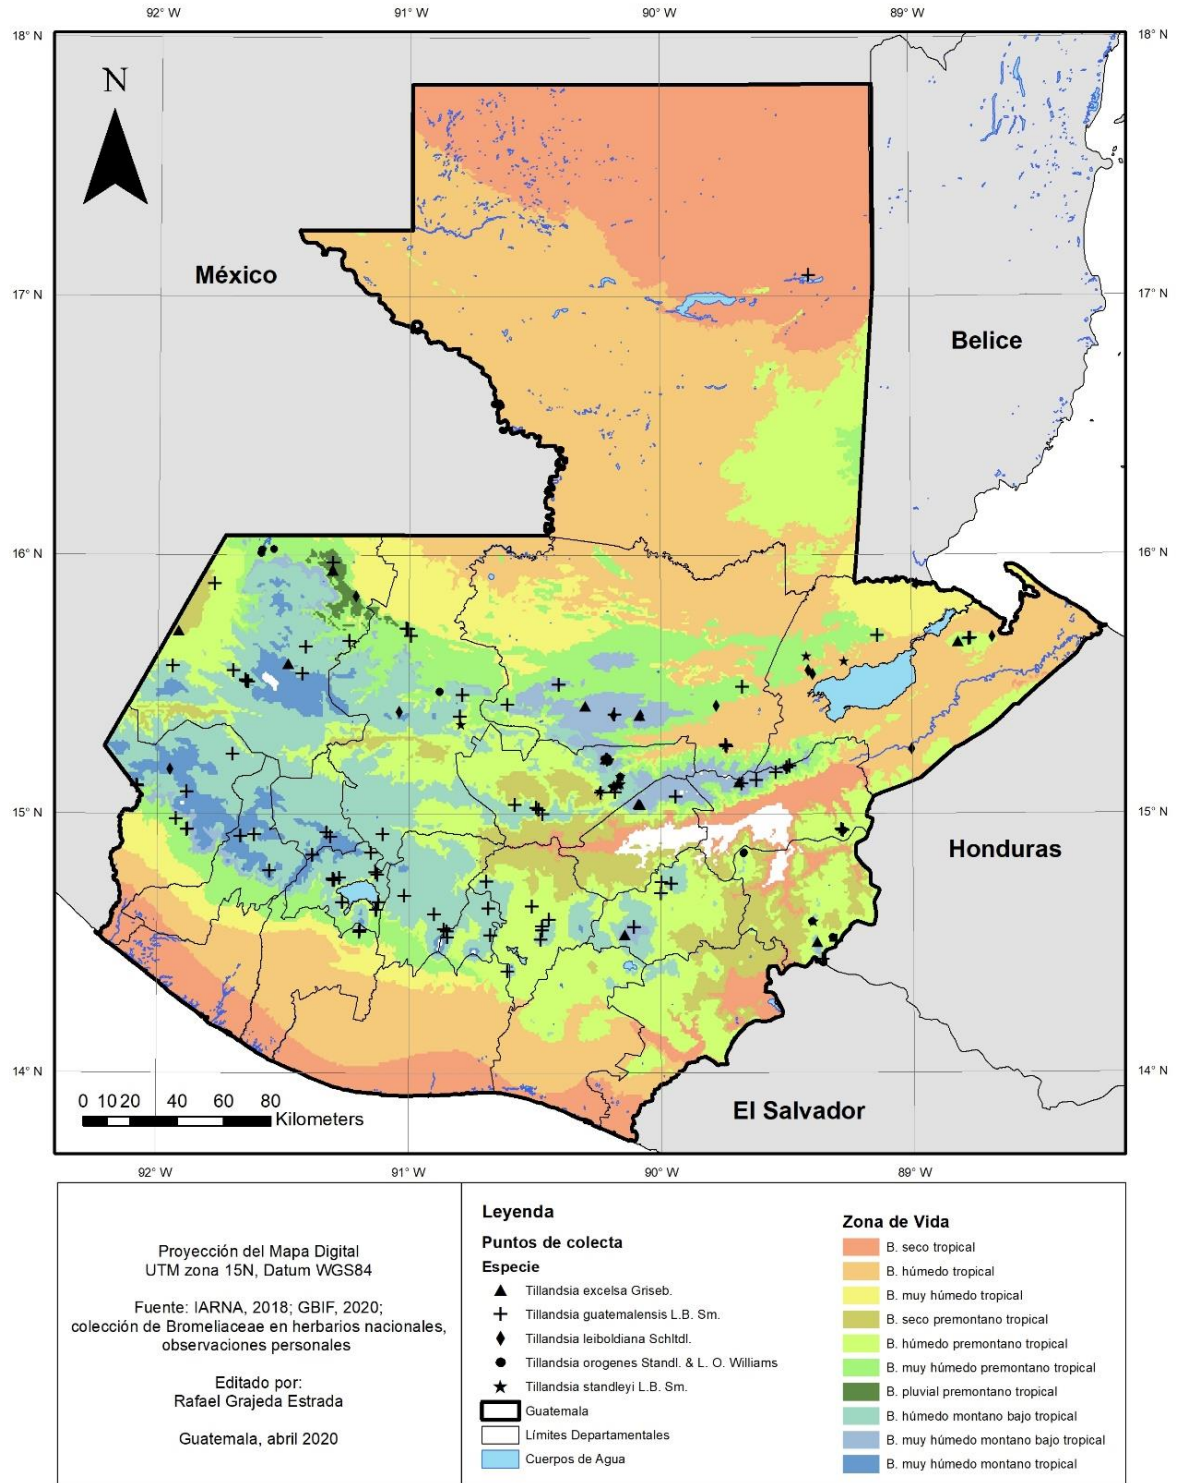 92° W 91° W 90° W 89° W
18° N 18° N
N
México
17° N 17° N
Belice
16° N 16° N
15° N 15° N
Honduras
14° N 14° N
0 10 20 40 60 80
Kilometers
El Salvador
92° W 91° W 90° W 89° W
Proyección del Mapa Digital
UTM zona 15N, Datum WGS84
Fuente: IARNA, 2018; GBIF, 2020;
colección de Bromeliaceae en herbarios nacionales,
observaciones personales
Editado por:
Rafael Grajeda Estrada
Guatemala, abril 2020
Leyenda
Puntos de colecta
Especie
Tillandsia excelsa Griseb.
Tillandsia guatemalensis L.B. Sm.
Tillandsia leiboldiana Schltdl.
Tillandsia orogenes Standl. & L. O. Williams
Tillandsia standleyi L.B. Sm.
Guatemala
Límites Departamentales
Cuerpos de Agua
Zona de Vida
B. seco tropical
B. húmedo tropical
B. muy húmedo tropical
B. seco premontano tropical
B. húmedo premontano tropical
B. muy húmedo premontano tropical
B. pluvial premontano tropical
B. húmedo montano bajo tropical
B. muy húmedo montano bajo tropical
B. muy húmedo montano tropical